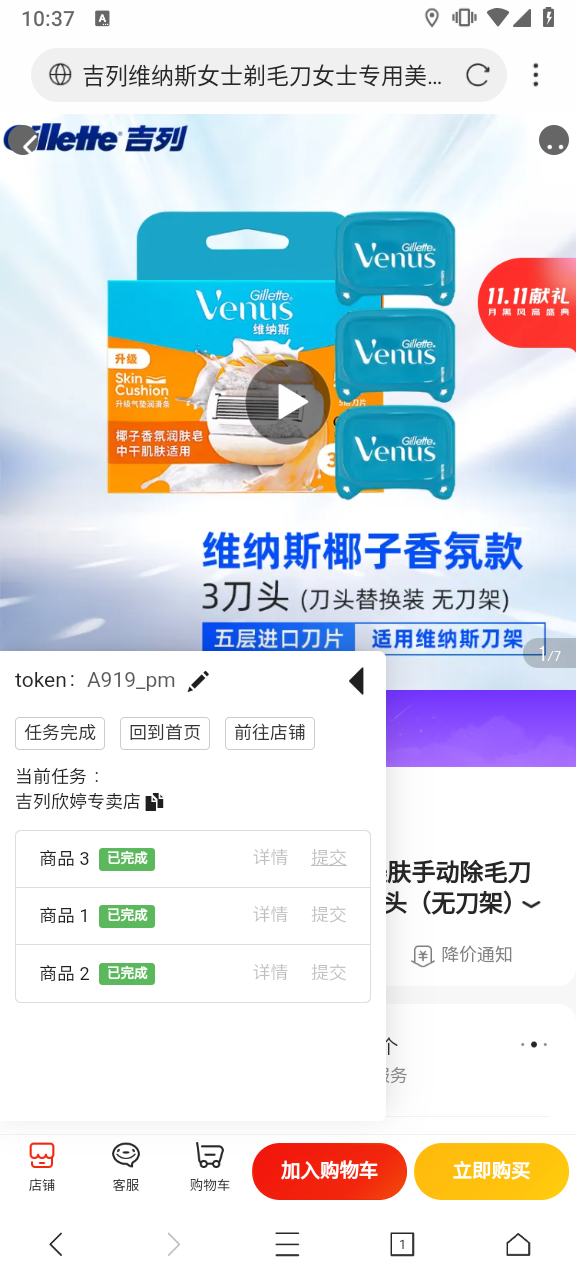 10:37
A
吉列维纳斯女士剃毛刀女士专用美...
Gillette 吉列
Gillette
Venus
维纳斯
升级
Skin
Cushion
升级气垫润滑条
椰子香氛润肤皂
中干肌肤适用
3
Gillette
Venus
Gillette
Venus
Gillette
Venus
11.11献礼
月黑风高盛典
维纳斯椰子香氛款
3刀头 (刀头替换装 无刀架)
五层进口刀片 适用维纳斯刀架
1/7
token： A919_pm
任务完成 回到首页 前往店铺
当前任务：
吉列欣婷专卖店
商品 3 已完成 详情 提交
商品 1 已完成 详情 提交
商品 2 已完成 详情 提交
肤手动除毛刀
头（无刀架）
降价通知
个
服务
店铺
客服
购物车
加入购物车
立即购买
1